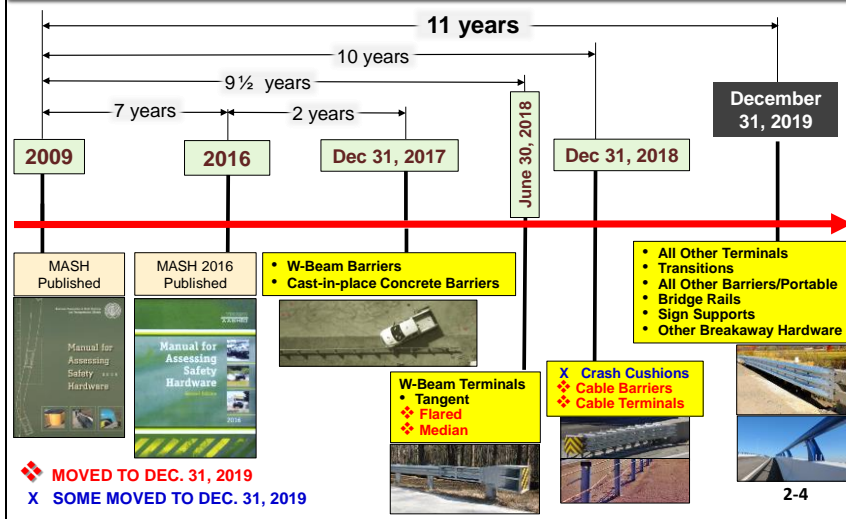 11 years
10 years
9 ½ years
7 years
2 years
2009
2016
Dec 31, 2017
June 30, 2018
Dec 31, 2018
December
31, 2019
MASH
Published
MASH 2016
Published
• W-Beam Barriers
• Cast-in-place Concrete Barriers
• All Other Terminals
• Transitions
• All Other Barriers/Portable
• Bridge Rails
• Sign Supports
• Other Breakaway Hardware
Manual for
Assessing
Safety
Hardware
Manual for
Assessing
Safety
Hardware
2016
W-Beam Terminals
• Tangent
❖ Flared
❖ Median
X Crash Cushions
❖ Cable Barriers
❖ Cable Terminals
❖ MOVED TO DEC. 31, 2019
X SOME MOVED TO DEC. 31, 2019
2-4